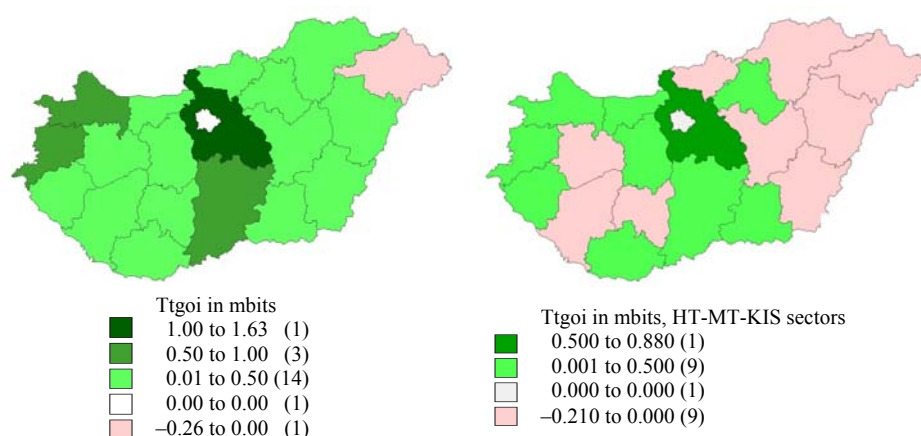 Ttgoi in mbits
1.00 to 1.63 (1)
0.50 to 1.00 (3)
0.01 to 0.50 (14)
0.00 to 0.00 (1)
–0.26 to 0.00 (1)
Ttgoi in mbits, HT-MT-KIS sectors
0.500 to 0.880 (1)
0.001 to 0.500 (9)
0.000 to 0.000 (1)
–0.210 to 0.000 (9)